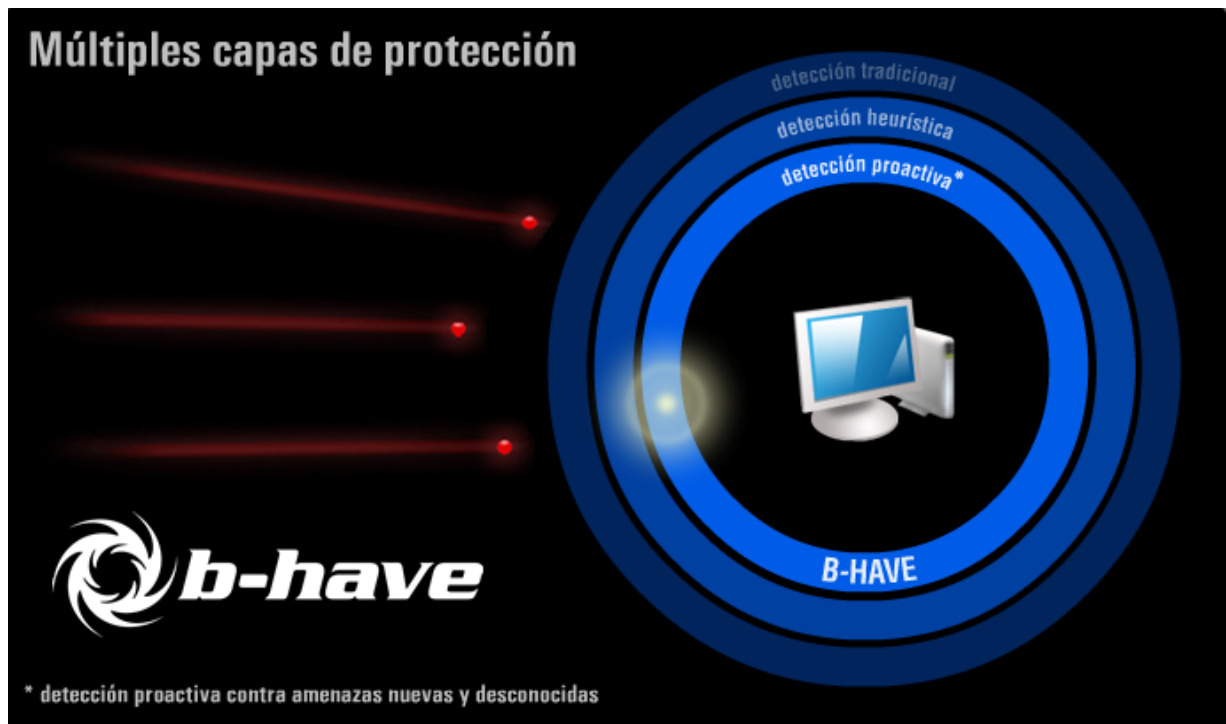 Múltiples capas de protección
detección tradicional
detección heurística
detección proactiva*
B-HAVE
b-have
* detección proactiva contra amenazas nuevas y desconocidas